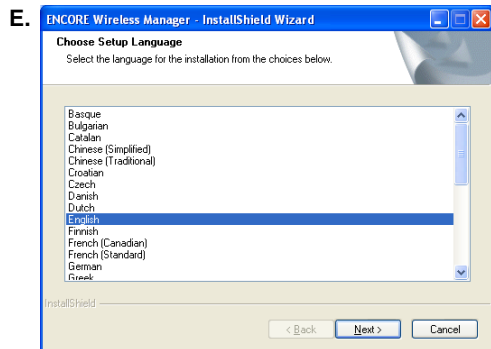 E.
ENCORE Wireless Manager - InstallShield Wizard
Choose Setup Language
Select the language for the installation from the choices below.
Basque
Bulgarian
Catalan
Chinese (Simplified)
Chinese (Traditional)
Croatian
Czech
Danish
Dutch
English
Finnish
French (Canadian)
French (Standard)
German
Greek
InstallShield
< Back Next > Cancel